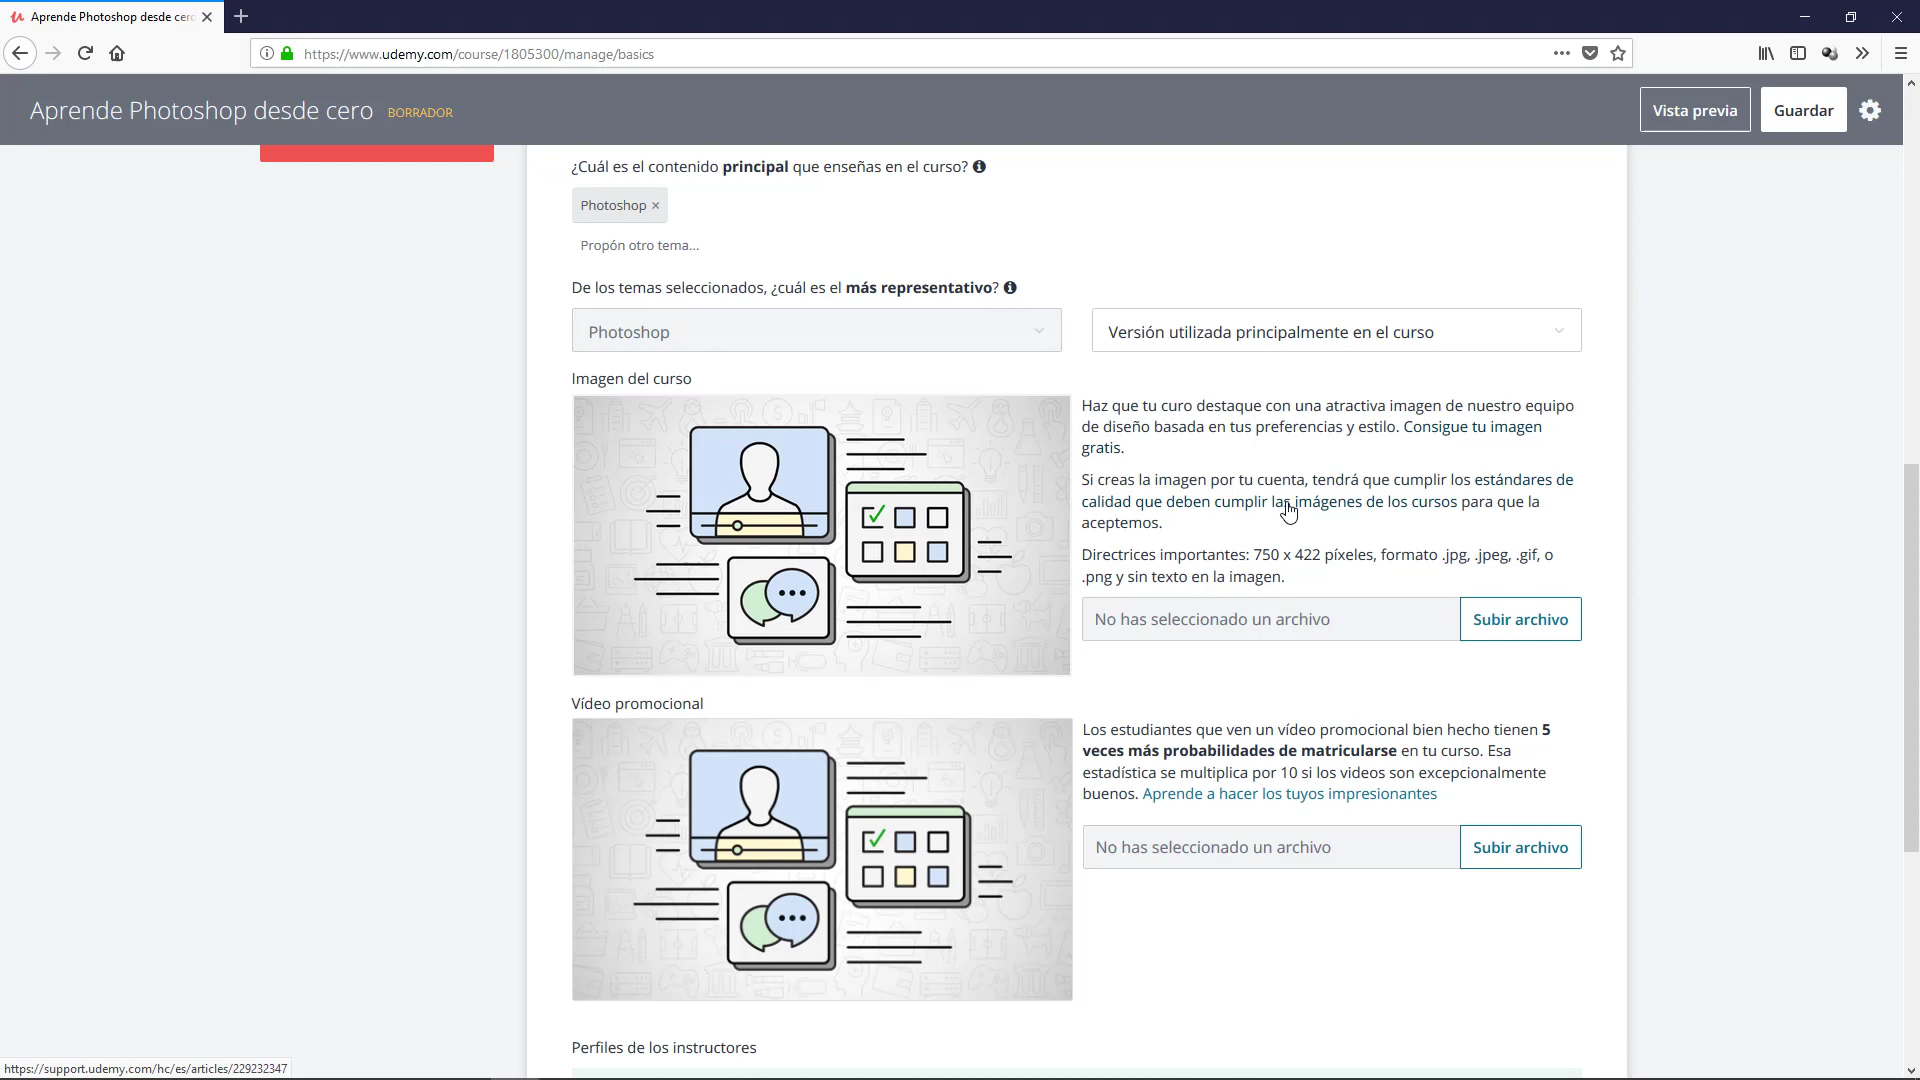 Aprende Photoshop desde cero
https://www.udemy.com/course/1805300/manage/basics
Aprende Photoshop desde cero BORRADOR
Vista previa
Guardar
¿Cuál es el contenido principal que enseñas en el curso?
Photoshop ×
Propón otro tema...
De los temas seleccionados, ¿cuál es el más representativo?
Photoshop
Versión utilizada principalmente en el curso
Imagen del curso
Haz que tu curo destaque con una atractiva imagen de nuestro equipo
de diseño basada en tus preferencias y estilo. Consigue tu imagen
gratis.
Si creas la imagen por tu cuenta, tendrá que cumplir los estándares de
calidad que deben cumplir las imágenes de los cursos para que la
aceptemos.
Directrices importantes: 750 x 422 píxeles, formato .jpg, .jpeg, .gif, o
.png y sin texto en la imagen.
No has seleccionado un archivo
Subir archivo
Vídeo promocional
Los estudiantes que ven un vídeo promocional bien hecho tienen 5
veces más probabilidades de matricularse en tu curso. Esa
estadística se multiplica por 10 si los videos son excepcionalmente
buenos. Aprende a hacer los tuyos impresionantes
No has seleccionado un archivo
Subir archivo
Perfiles de los instructores
https://support.udemy.com/hc/es/articles/229232347